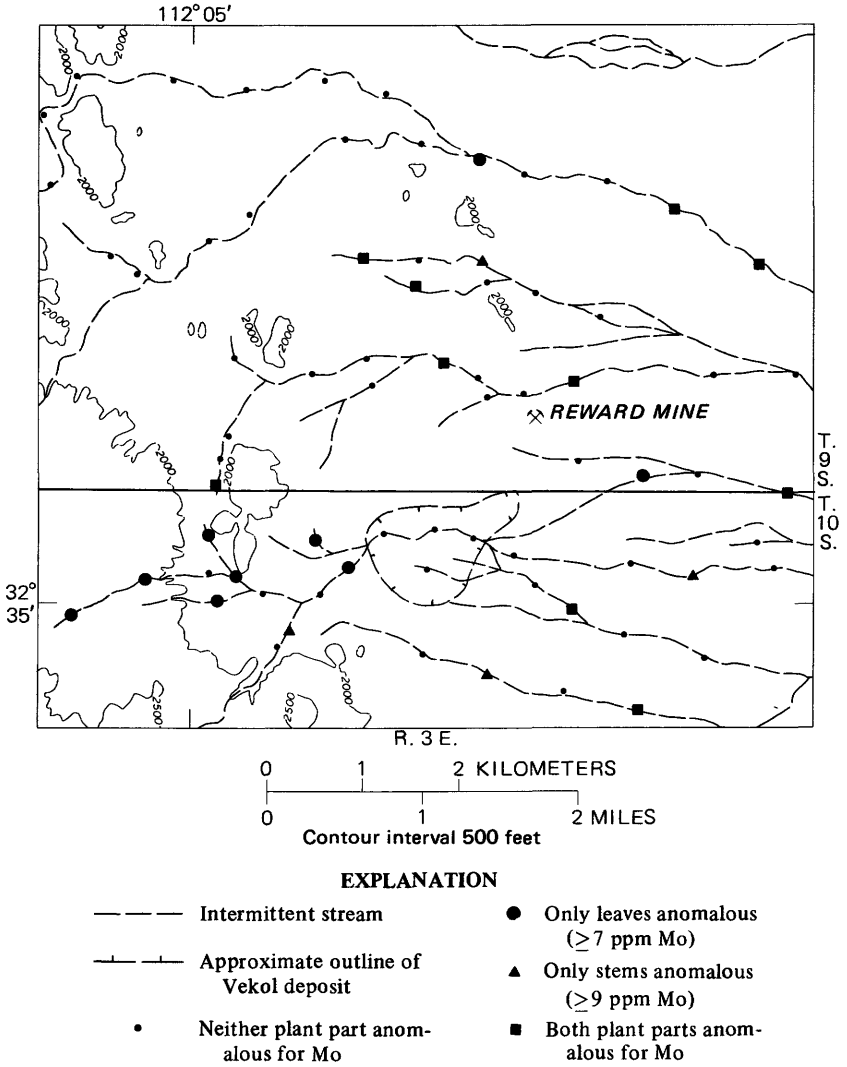 112° 05′
2000
2000
2000
2000
2000
2000
2000
2000
REWARD MINE
2000
2000
T.
9
S.
T.
10
S.
32°
35′
2500
2500
2000
R. 3 E.
0 1 2 KILOMETERS
0 1 2 MILES
Contour interval 500 feet
EXPLANATION
Intermittent stream
Approximate outline of
Vekol deposit
Neither plant part anom-
alous for Mo
Only leaves anomalous
(≥7 ppm Mo)
Only stems anomalous
(≥9 ppm Mo)
Both plant parts anom-
alous for Mo